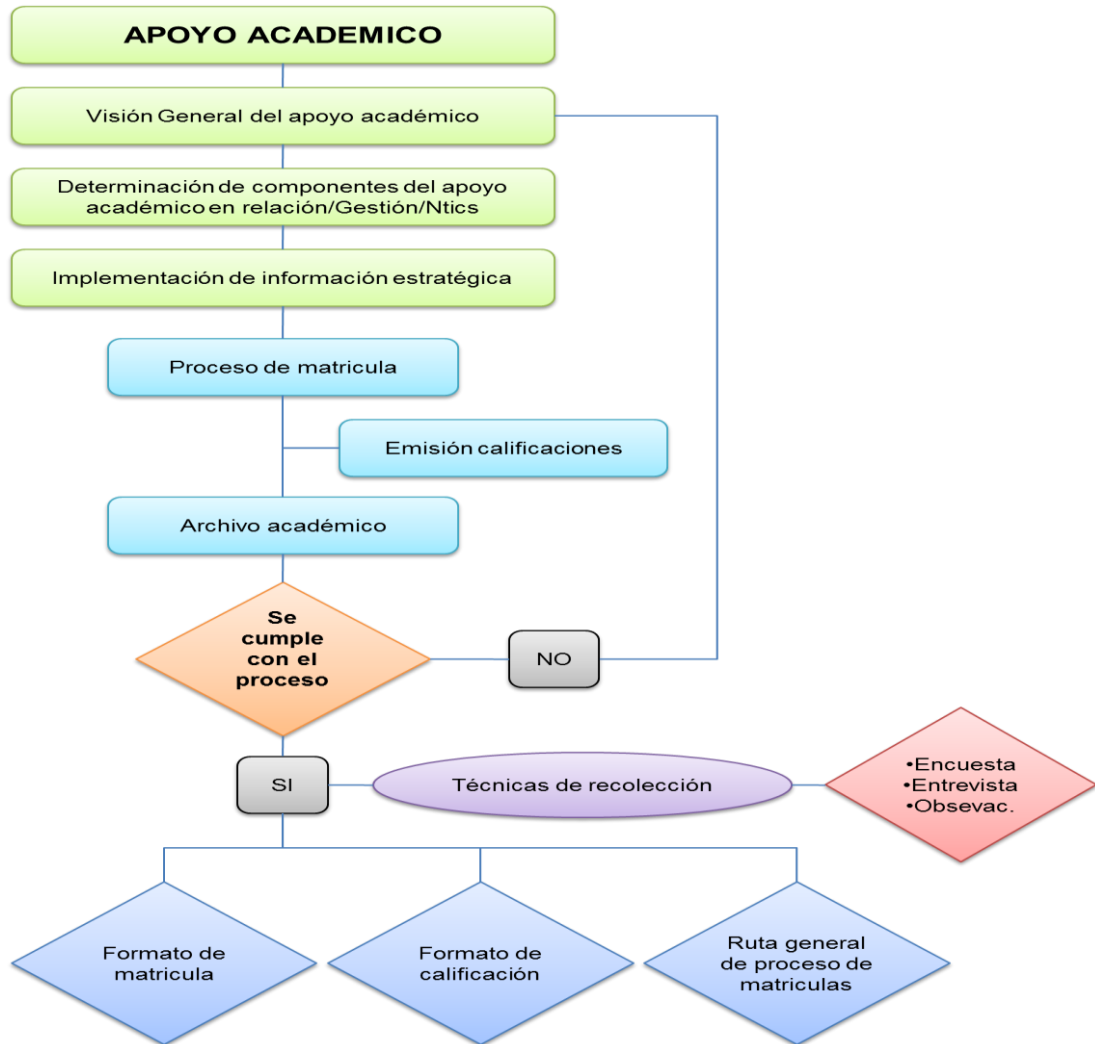 APOYO ACADEMICO
Visión General del apoyo académico
Determinación de componentes del apoyo
académico en relación/Gestión/Ntics
Implementación de información estratégica
Proceso de matricula
Emisión calificaciones
Archivo académico
Se
cumple
con el
proceso
NO
SI
Técnicas de recolección
•Encuesta
•Entrevista
•Obsevac.
Formato de
matricula
Formato de
calificación
Ruta general
de proceso de
matriculas